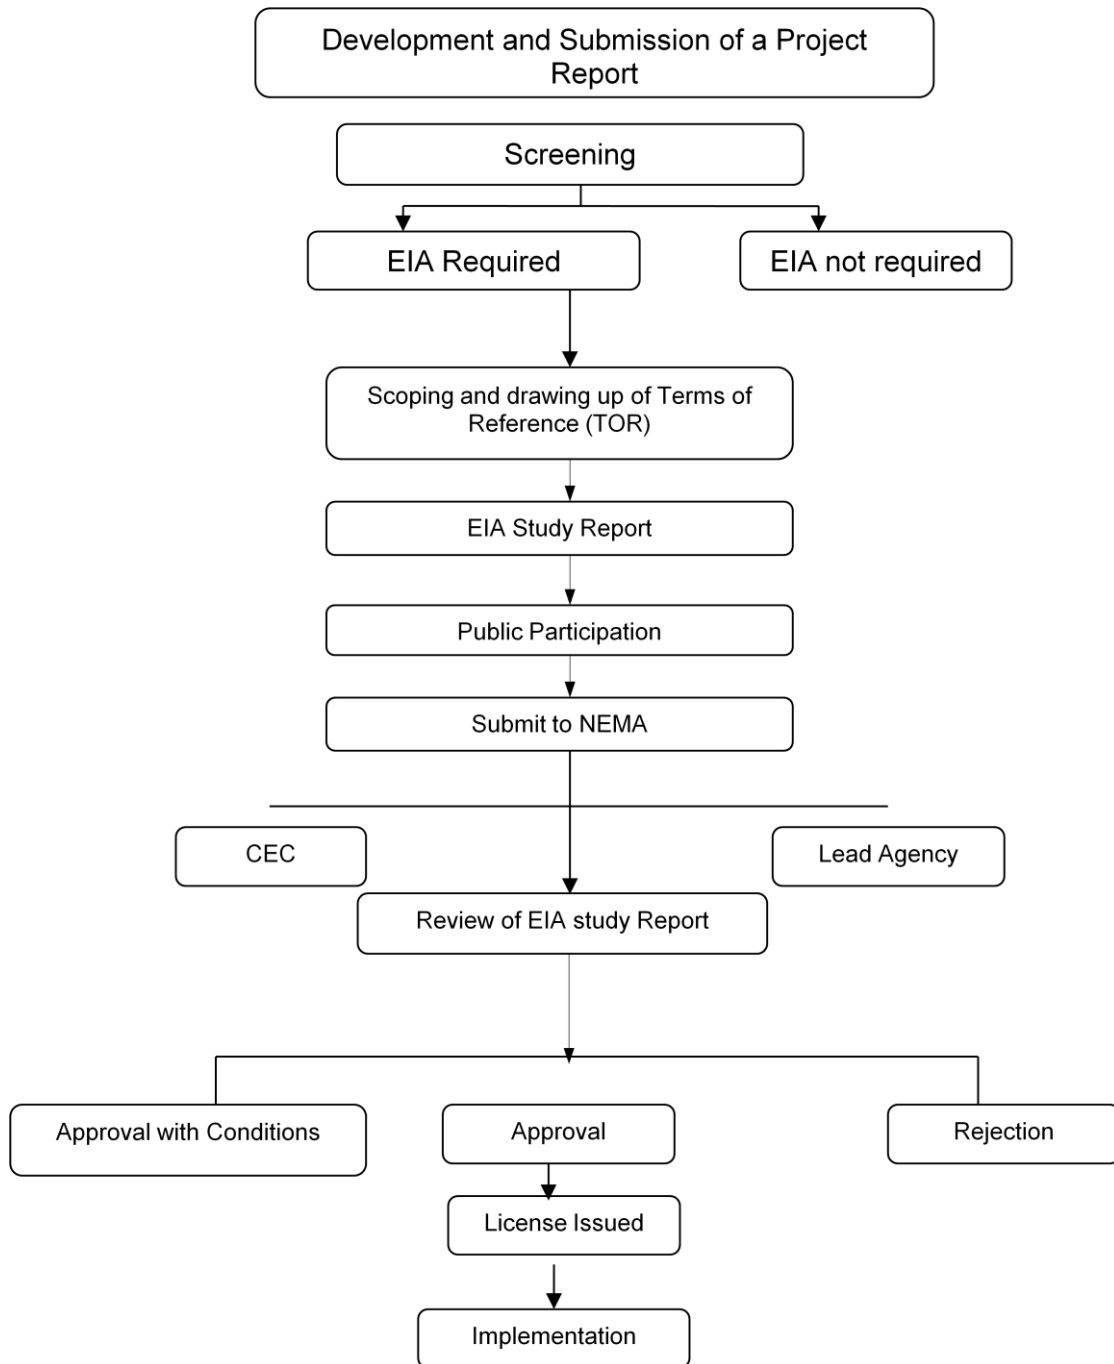 Development and Submission of a Project
Report
Screening
EIA Required
EIA not required
Scoping and drawing up of Terms of
Reference (TOR)
EIA Study Report
Public Participation
Submit to NEMA
CEC
Lead Agency
Review of EIA study Report
Approval with Conditions
Approval
Rejection
License Issued
Implementation